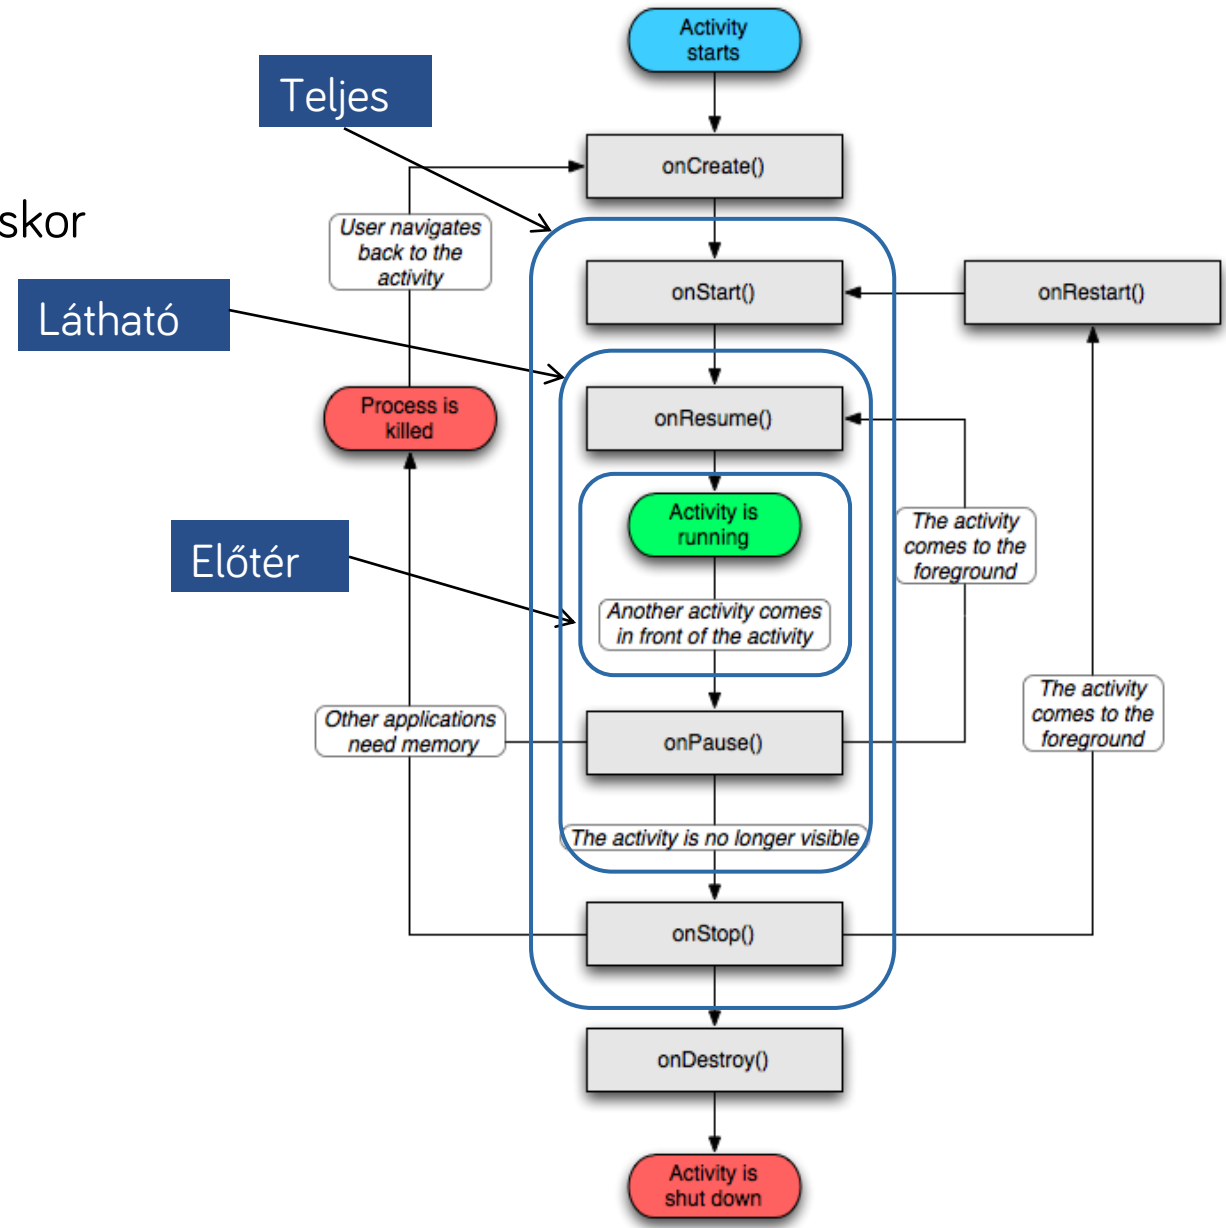 Activity
starts
Teljes
onCreate()
skor
User navigates
back to the
activity
onStart()
onRestart()
Látható
Process is
killed
onResume()
Activity is
running
The activity
comes to the
foreground
Előtér
Another activity comes
in front of the activity
The activity
comes to the
foreground
Other applications
need memory
onPause()
The activity is no longer visible
onStop()
onDestroy()
Activity is
shut down